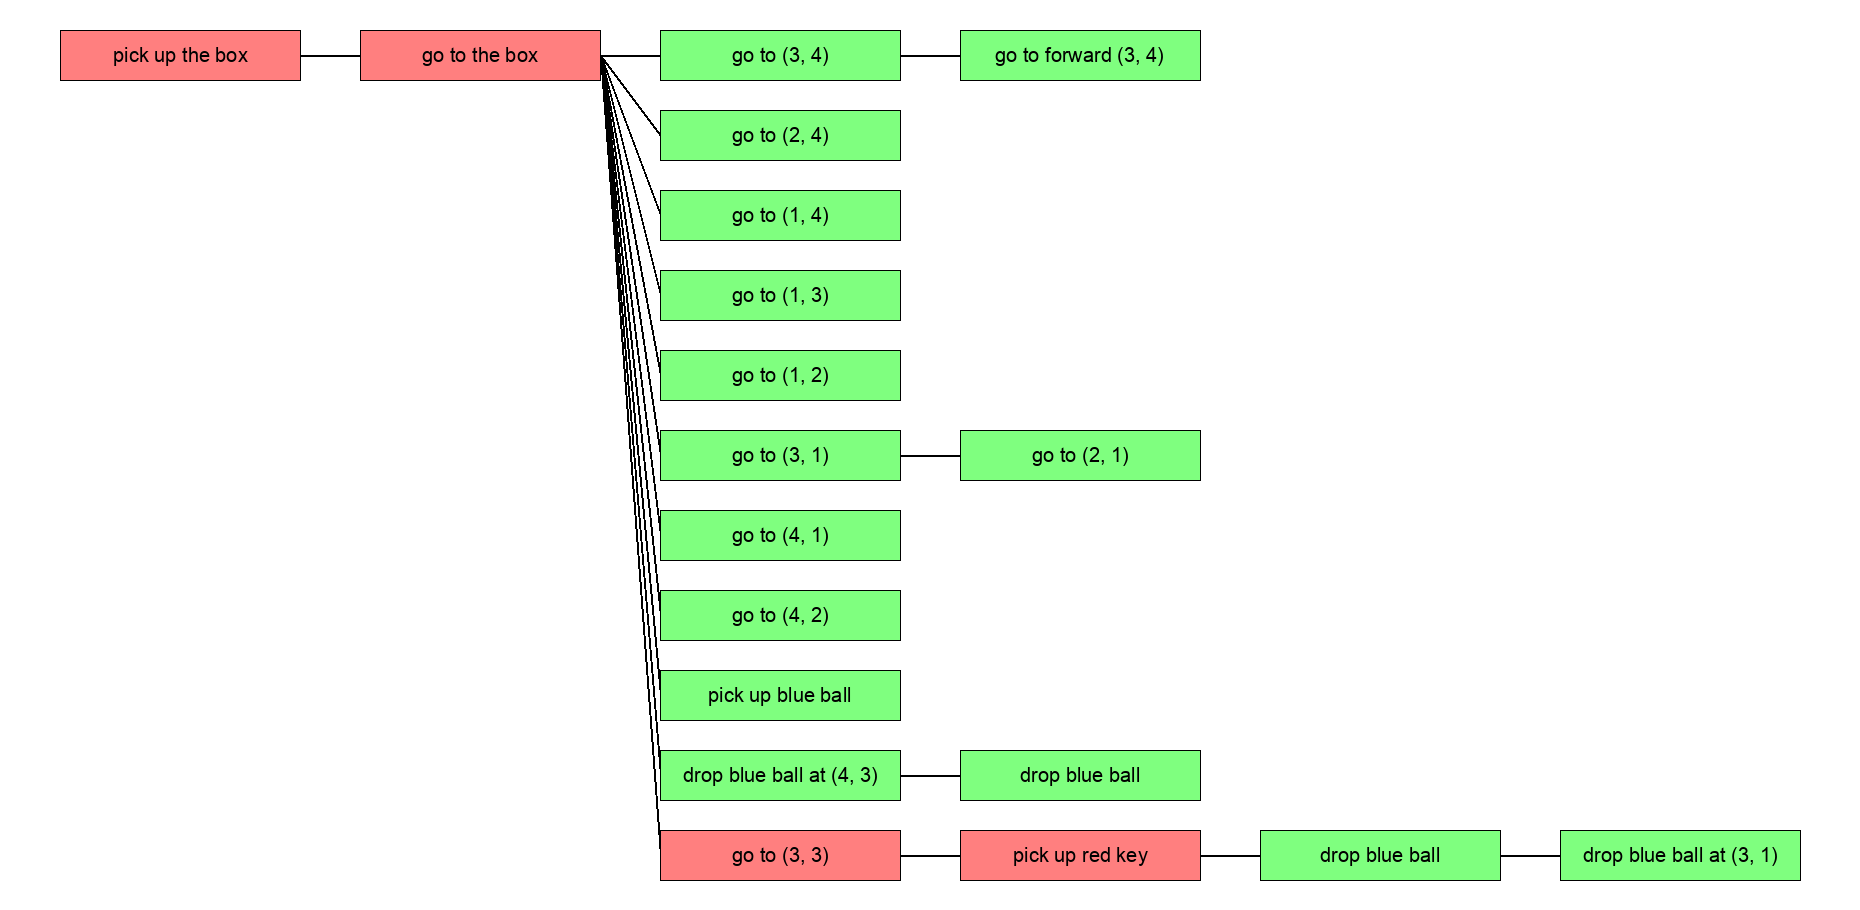 pick up the box
go to the box
go to (3, 4)
go to forward (3, 4)
go to (2, 4)
go to (1, 4)
go to (1, 3)
go to (1, 2)
go to (3, 1)
go to (2, 1)
go to (4, 1)
go to (4, 2)
pick up blue ball
drop blue ball at (4, 3)
drop blue ball
go to (3, 3)
pick up red key
drop blue ball
drop blue ball at (3, 1)